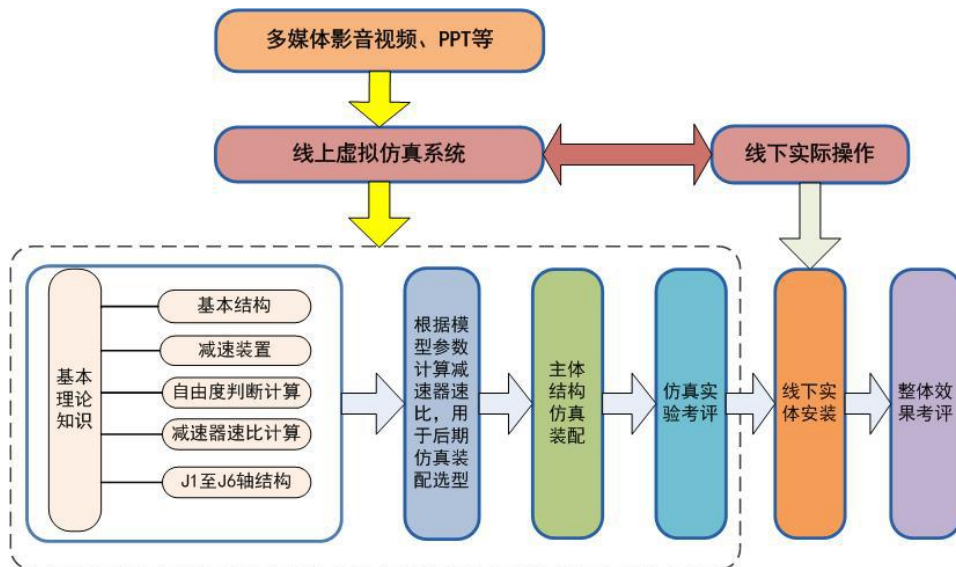 多媒体影音视频、PPT等
线上虚拟仿真系统
线下实际操作
基本
理论
知识
基本结构
减速装置
自由度判断计算
减速器速比计算
J1至J6轴结构
根据模
型参数
计算减
速器速
比，用
于后期
仿真装
配选型
主体
结构
仿真
装配
仿真实
验考评
线下实
体安装
整体效
果考评